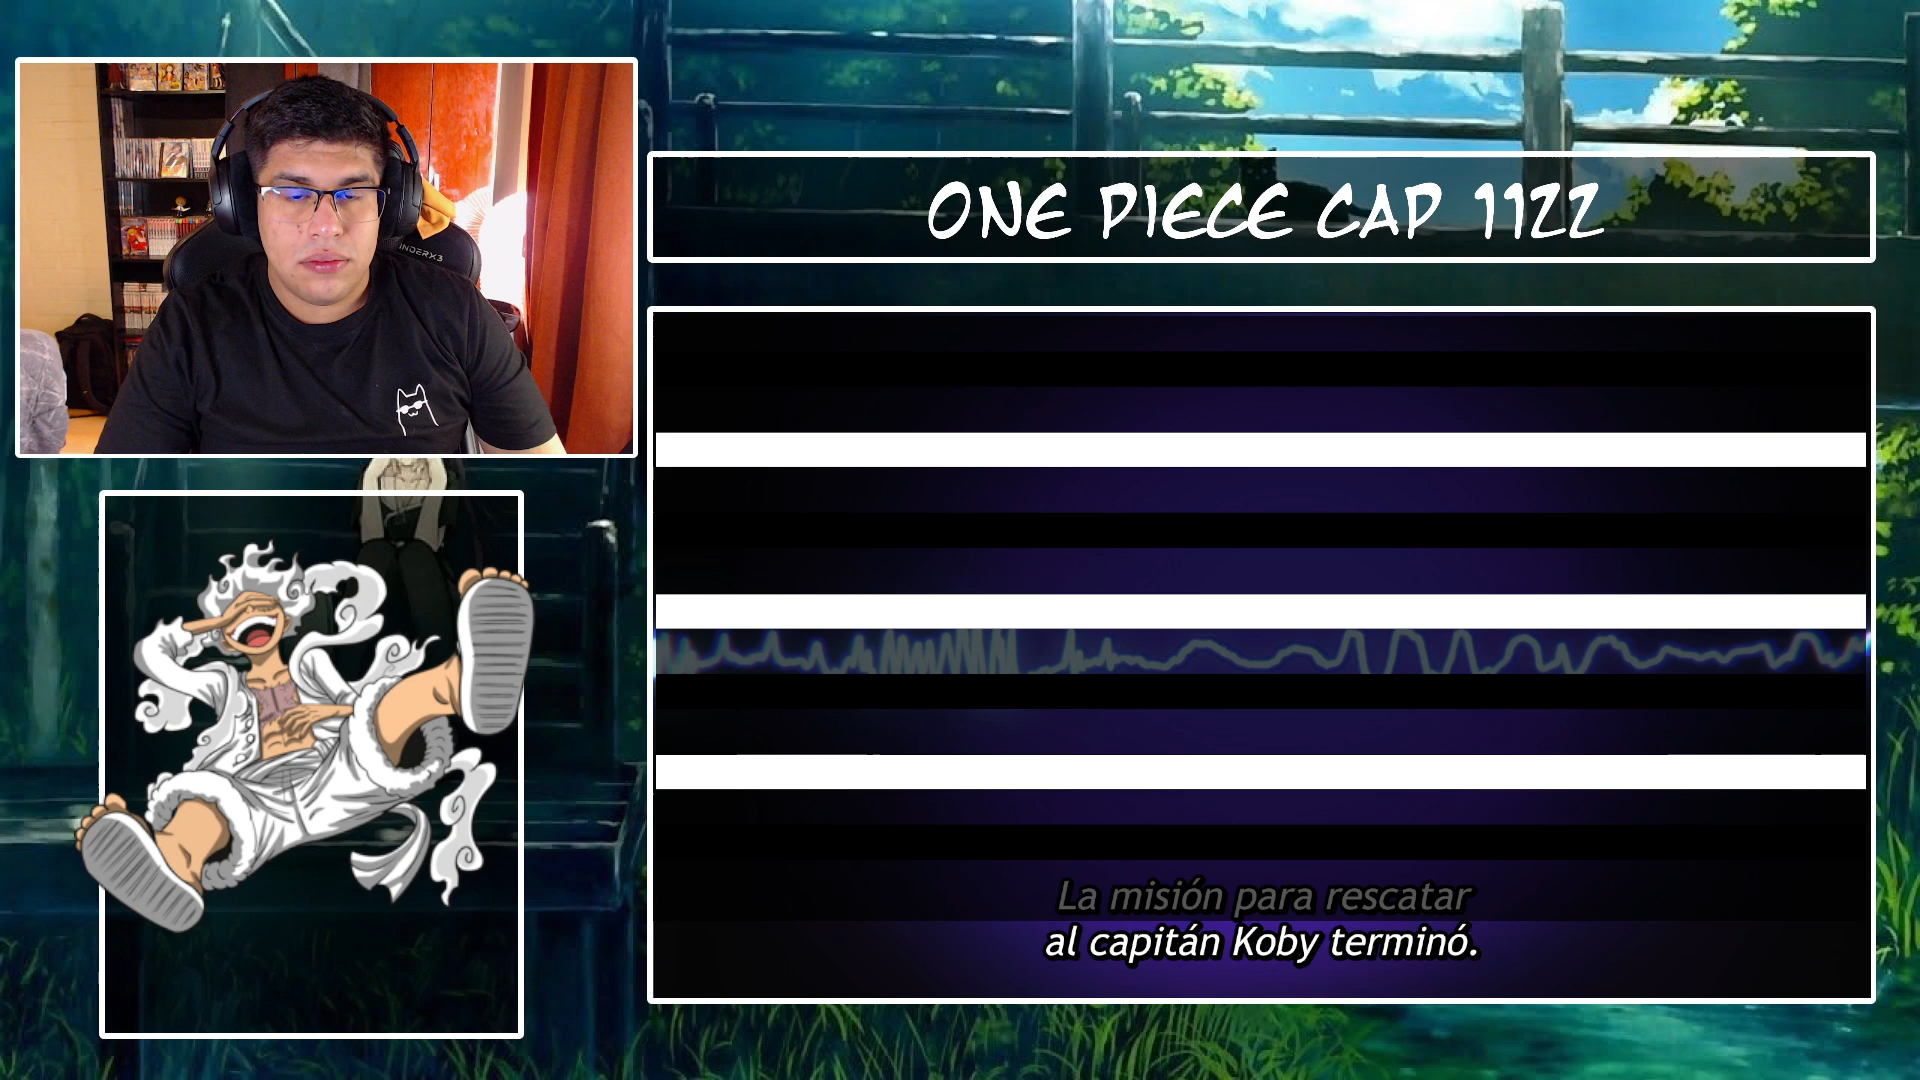 ONE PIECE CAP 1122
La misión para rescatar
al capitán Koby terminó.